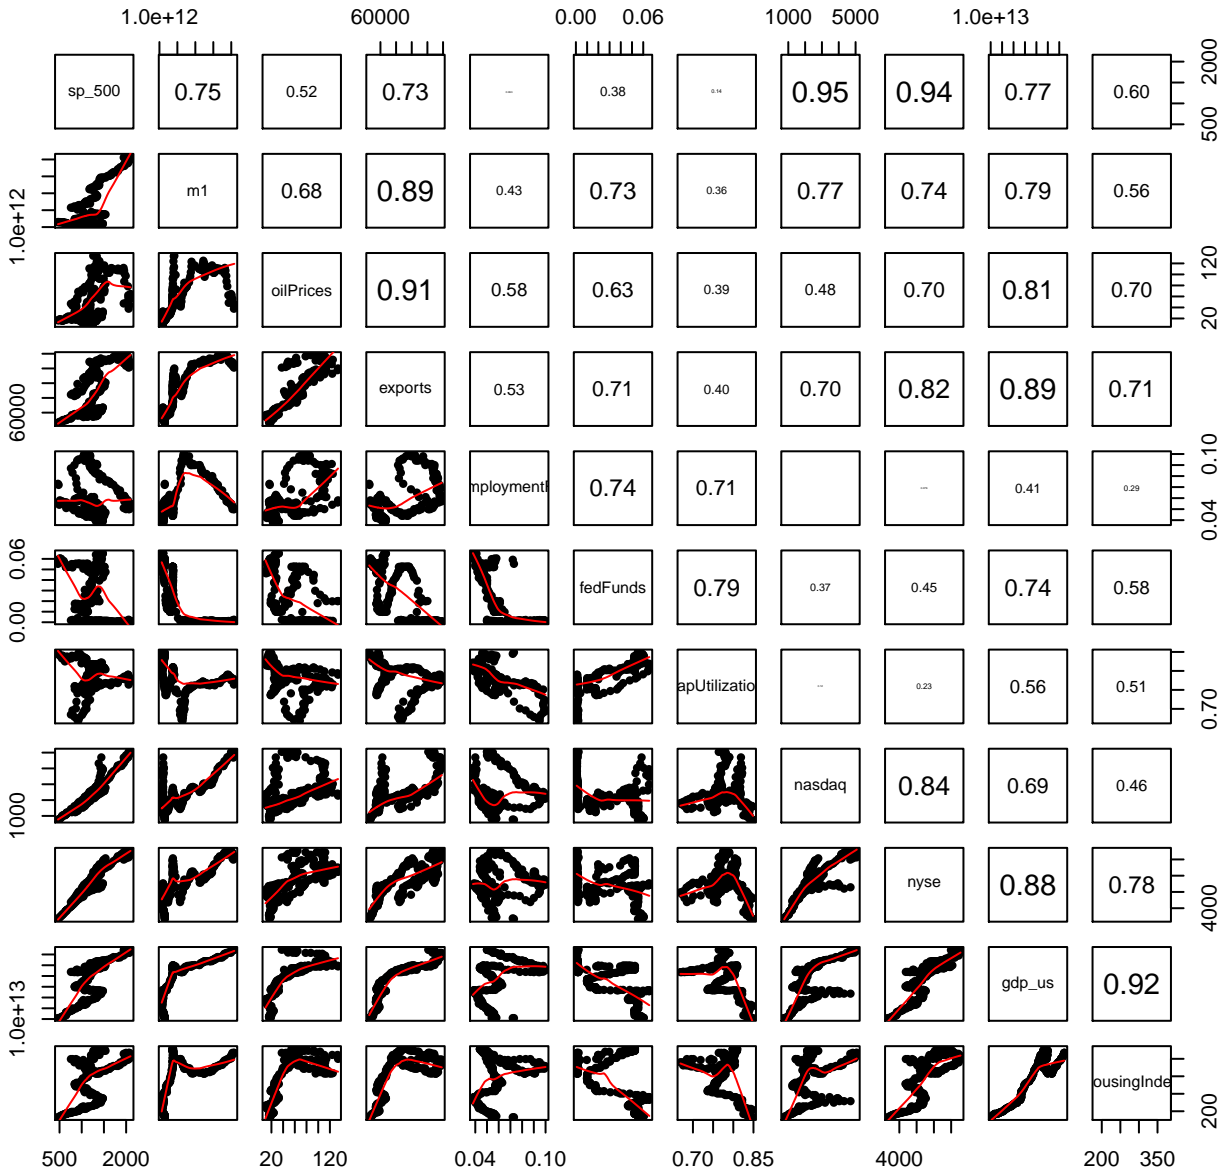 1.0e+12 60000 0.00 0.06 1000 5000 1.0e+13
sp_500 0.75 0.52 0.73 0.38 0.14 0.95 0.94 0.77 0.60 500 2000
1.0e+12 m1 0.68 0.89 0.43 0.73 0.36 0.77 0.74 0.79 0.56
oilPrices 0.91 0.58 0.63 0.39 0.48 0.70 0.81 0.70 20 120
60000 exports 0.53 0.71 0.40 0.70 0.82 0.89 0.71
mploymentR 0.74 0.71 0.41 0.29 0.04 0.10
0.00 0.06 fedFunds 0.79 0.37 0.45 0.74 0.58
apUtilizatio 0.23 0.56 0.51 0.70
1000 nasdaq 0.84 0.69 0.46
nyse 0.88 0.78 4000
1.0e+13 gdp_us 0.92
ousingInde 200
500 2000 20 120 0.04 0.10 0.70 0.85 4000 200 350